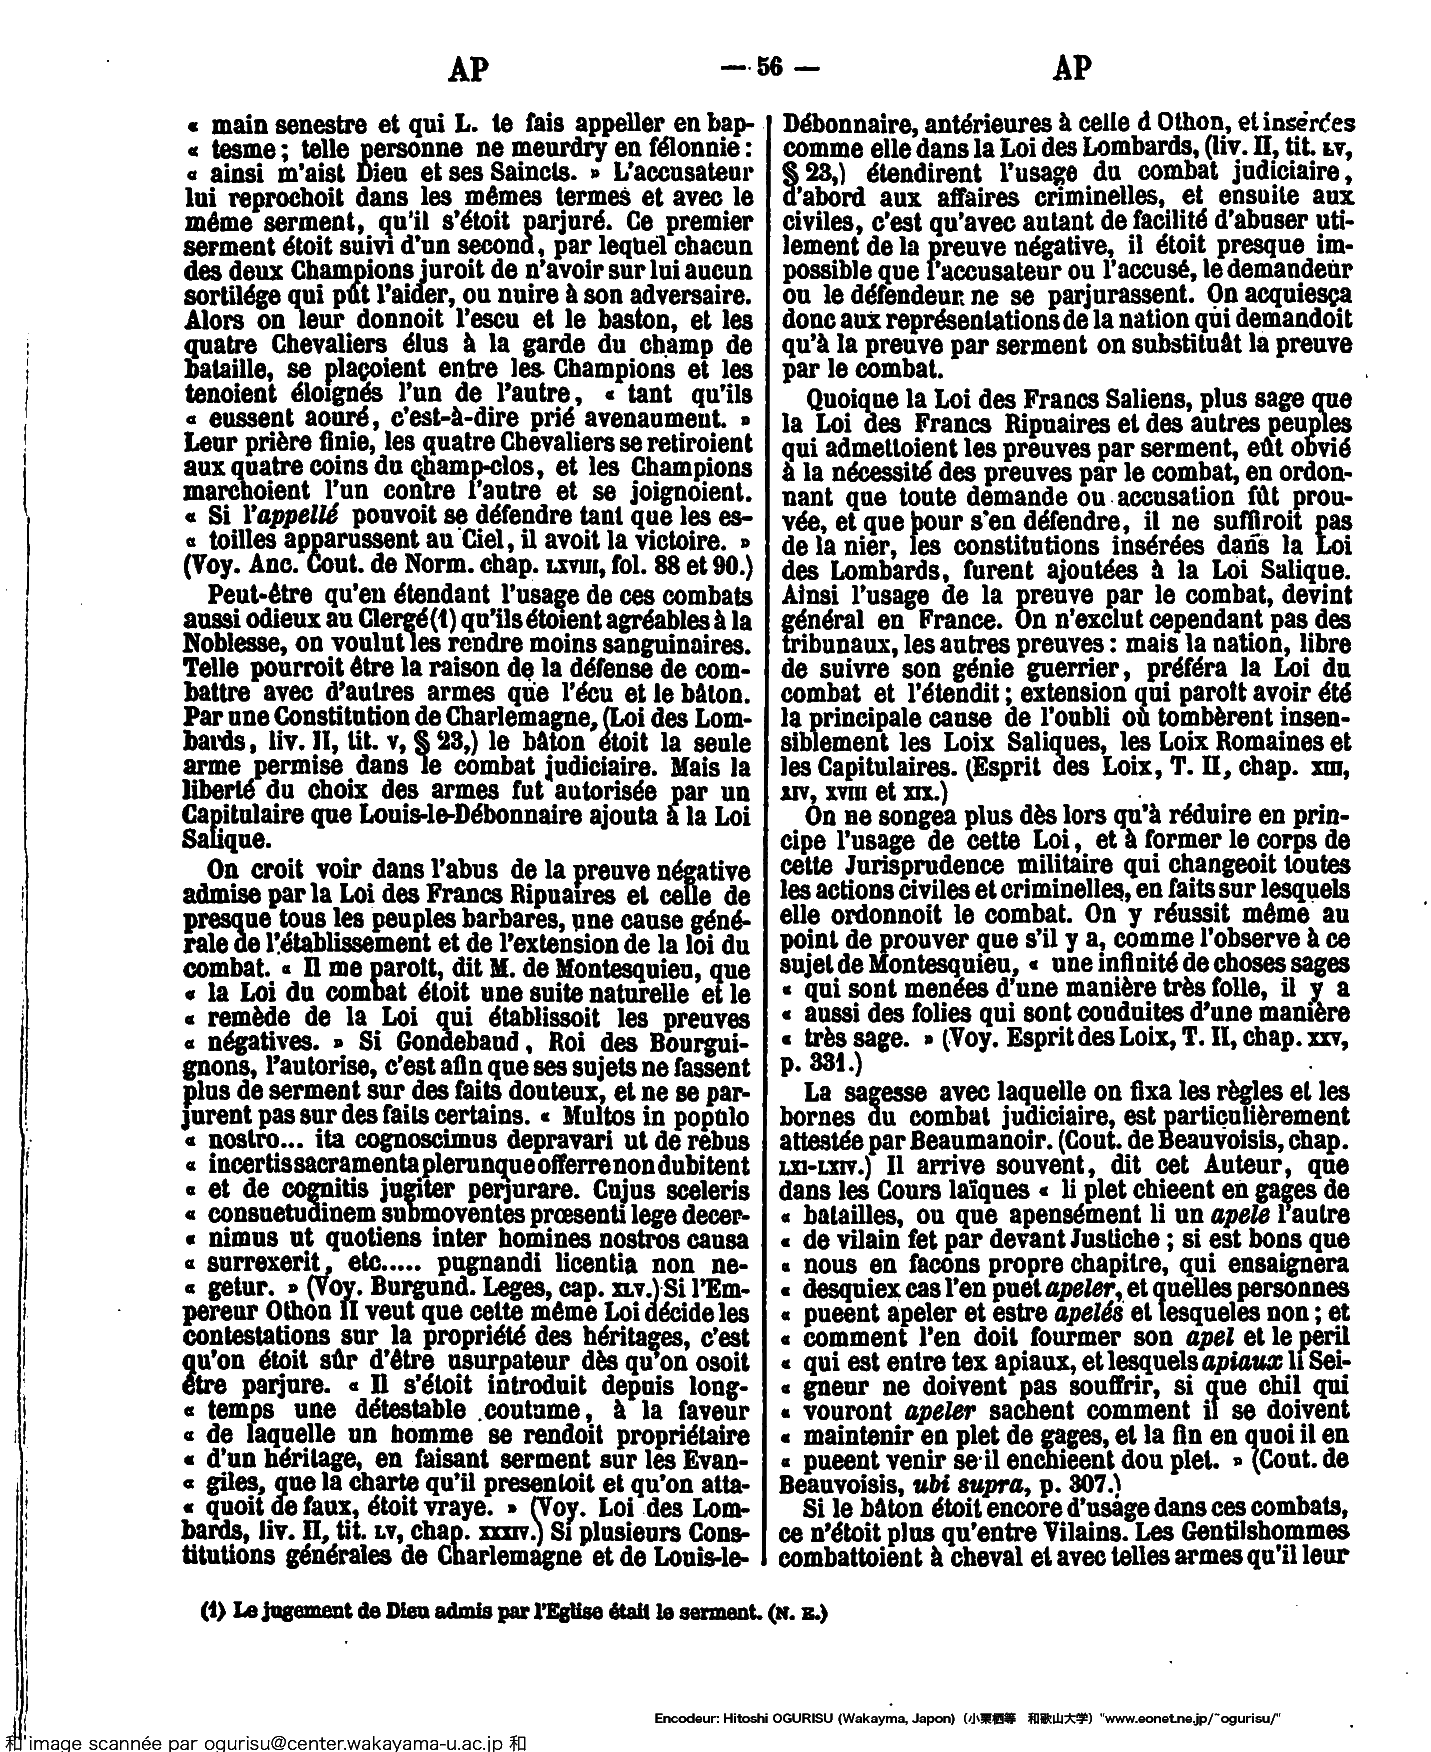 AP — 56 — AP
« main senestre et qui L. te fais appeller en bap-
« tesme ; telle personne ne meurdry en félonnie :
« ainsi m'aist Dieu et ses Saincts. » L'accusateur
lui reprochoit dans les mêmes termes et avec le
même serment, qu'il s'étoit parjuré. Ce premier
serment étoit suivi d'un second, par lequel chacun
des deux Champions juroit de n'avoir sur lui aucun
sortilége qui pût l'aider, ou nuire à son adversaire.
Alors on leur donnoit l'escu et le baston, et les
quatre Chevaliers élus à la garde du champ de
bataille, se plaçoient entre les Champions et les
tenoient éloignés l'un de l'autre, « tant qu'ils
« eussent aouré, c'est-à-dire prié avenaument. »
Leur prière finie, les quatre Chevaliers se retiroient
aux quatre coins du champ-clos, et les Champions
marchoient l'un contre l'autre et se joignoient.
« Si l'appellé pouvoit se défendre tant que les es-
« toilles apparussent au Ciel, il avoit la victoire. »
(Voy. Anc. Cout. de Norm. chap. LXVIII, fol. 88 et 90.)
Peut-être qu'en étendant l'usage de ces combats
aussi odieux au Clergé(1) qu'ils étoient agréables à la
Noblesse, on voulut les rendre moins sanguinaires.
Telle pourroit être la raison de la défense de com-
battre avec d'autres armes que l'écu et le bâton.
Par une Constitution de Charlemagne, (Loi des Lom-
bards, liv. II, tit. V, § 23,) le bâton étoit la seule
arme permise dans le combat judiciaire. Mais la
liberté du choix des armes fut autorisée par un
Capitulaire que Louis-le-Débonnaire ajouta à la Loi
Salique.
On croit voir dans l'abus de la preuve négative
admise par la Loi des Francs Ripuaires et celle de
presque tous les peuples barbares, une cause géné-
rale de l'établissement et de l'extension de la loi du
combat. « Il me paroît, dit M. de Montesquieu, que
« la Loi du combat étoit une suite naturelle et le
« remède de la Loi qui établissoit les preuves
« négatives. » Si Gondebaud, Roi des Bourgui-
gnons, l'autorise, c'est afin que ses sujets ne fassent
plus de serment sur des faits douteux, et ne se par-
jurent pas sur des faits certains. « Multos in populo
« nostro... ita cognoscimus depravari ut de rebus
« incertis sacramenta plerunque offerre non dubitent
« et de cognitis jugiter perjurare. Cujus sceleris
« consuetudinem submoventes præsenti lege decer-
« nimus ut quotiens inter homines nostros causa
« surrexerit, etc..... pugnandi licentia non ne-
« getur. » (Voy. Burgund. Leges, cap. XLV.) Si l'Em-
pereur Othon II veut que cette même Loi décide les
contestations sur la propriété des héritages, c'est
qu'on étoit sûr d'être usurpateur dès qu'on osoit
être parjure. « Il s'étoit introduit depuis long-
« temps une détestable coutume, à la faveur
« de laquelle un homme se rendoit propriétaire
« d'un héritage, en faisant serment sur les Evan-
« giles, que la charte qu'il presentoit et qu'on atta-
« quoit de faux, étoit vraye. » (Voy. Loi des Lom-
bards, liv. II, tit. LV, chap. XXXIV.) Si plusieurs Cons-
titutions générales de Charlemagne et de Louis-le-
Débonnaire, antérieures à celle d Othon, et insérées
comme elle dans la Loi des Lombards, (liv. II, tit. LV,
§ 23,) étendirent l'usage du combat judiciaire,
d'abord aux affaires criminelles, et ensuite aux
civiles, c'est qu'avec autant de facilité d'abuser uti-
lement de la preuve négative, il étoit presque im-
possible que l'accusateur ou l'accusé, le demandeur
ou le défendeur ne se parjurassent. On acquiesça
donc aux représentations de la nation qui demandoit
qu'à la preuve par serment on substituât la preuve
par le combat.
Quoique la Loi des Francs Saliens, plus sage que
la Loi des Francs Ripuaires et des autres peuples
qui admettoient les preuves par serment, eût obvié
à la nécessité des preuves par le combat, en ordon-
nant que toute demande ou accusation fût prou-
vée, et que pour s'en défendre, il ne suffiroit pas
de la nier, les constitutions insérées dans la Loi
des Lombards, furent ajoutées à la Loi Salique.
Ainsi l'usage de la preuve par le combat, devint
général en France. On n'exclut cependant pas des
tribunaux, les autres preuves : mais la nation, libre
de suivre son génie guerrier, préféra la Loi du
combat et l'étendit ; extension qui paroît avoir été
la principale cause de l'oubli où tombèrent insen-
siblement les Loix Saliques, les Loix Romaines et
les Capitulaires. (Esprit des Loix, T. II, chap. XIII,
XIV, XVIII et XIX.)
On ne songea plus dès lors qu'à réduire en prin-
cipe l'usage de cette Loi, et à former le corps de
cette Jurisprudence militaire qui changeoit toutes
les actions civiles et criminelles, en faits sur lesquels
elle ordonnoit le combat. On y réussit même au
point de prouver que s'il y a, comme l'observe à ce
sujet de Montesquieu, « une infinité de choses sages
« qui sont menées d'une manière très folle, il y a
« aussi des folies qui sont conduites d'une manière
« très sage. » (Voy. Esprit des Loix, T. II, chap. XXV,
p. 331.)
La sagesse avec laquelle on fixa les règles et les
bornes du combat judiciaire, est particulièrement
attestée par Beaumanoir. (Cout. de Beauvoisis, chap.
LXI-LXIV.) Il arrive souvent, dit cet Auteur, que
dans les Cours laïques « li plet chieent en gages de
« batailles, ou que apensément li un apele l'autre
« de vilain fet par devant Justiche ; si est bons que
« nous en facons propre chapitre, qui ensaignera
« desquiex cas l'en puet apeler, et quelles personnes
« pueent apeler et estre apelés et lesqueles non ; et
« comment l'en doit fourmer son apel et le peril
« qui est entre tex apiaux, et lesquels apiaux li Sei-
« gneur ne doivent pas souffrir, si que chil qui
« vouront apeler sachent comment il se doivent
« maintenir en plet de gages, et la fin en quoi il en
« pueent venir se il enchieent dou plet. » (Cout. de
Beauvoisis, ubi supra, p. 307.)
Si le bâton étoit encore d'usage dans ces combats,
ce n'étoit plus qu'entre Vilains. Les Gentilshommes
combattoient à cheval et avec telles armes qu'il leur
(1) Le jugement de Dieu admis par l'Eglise était le serment. (N. E.)
Encodeur: Hitoshi OGURISU (Wakayma, Japon) (小栗栖等 和歌山大学) "www.eonet.ne.jp/~ogurisu/"
和 image scannée par ogurisu@center.wakayama-u.ac.jp 和